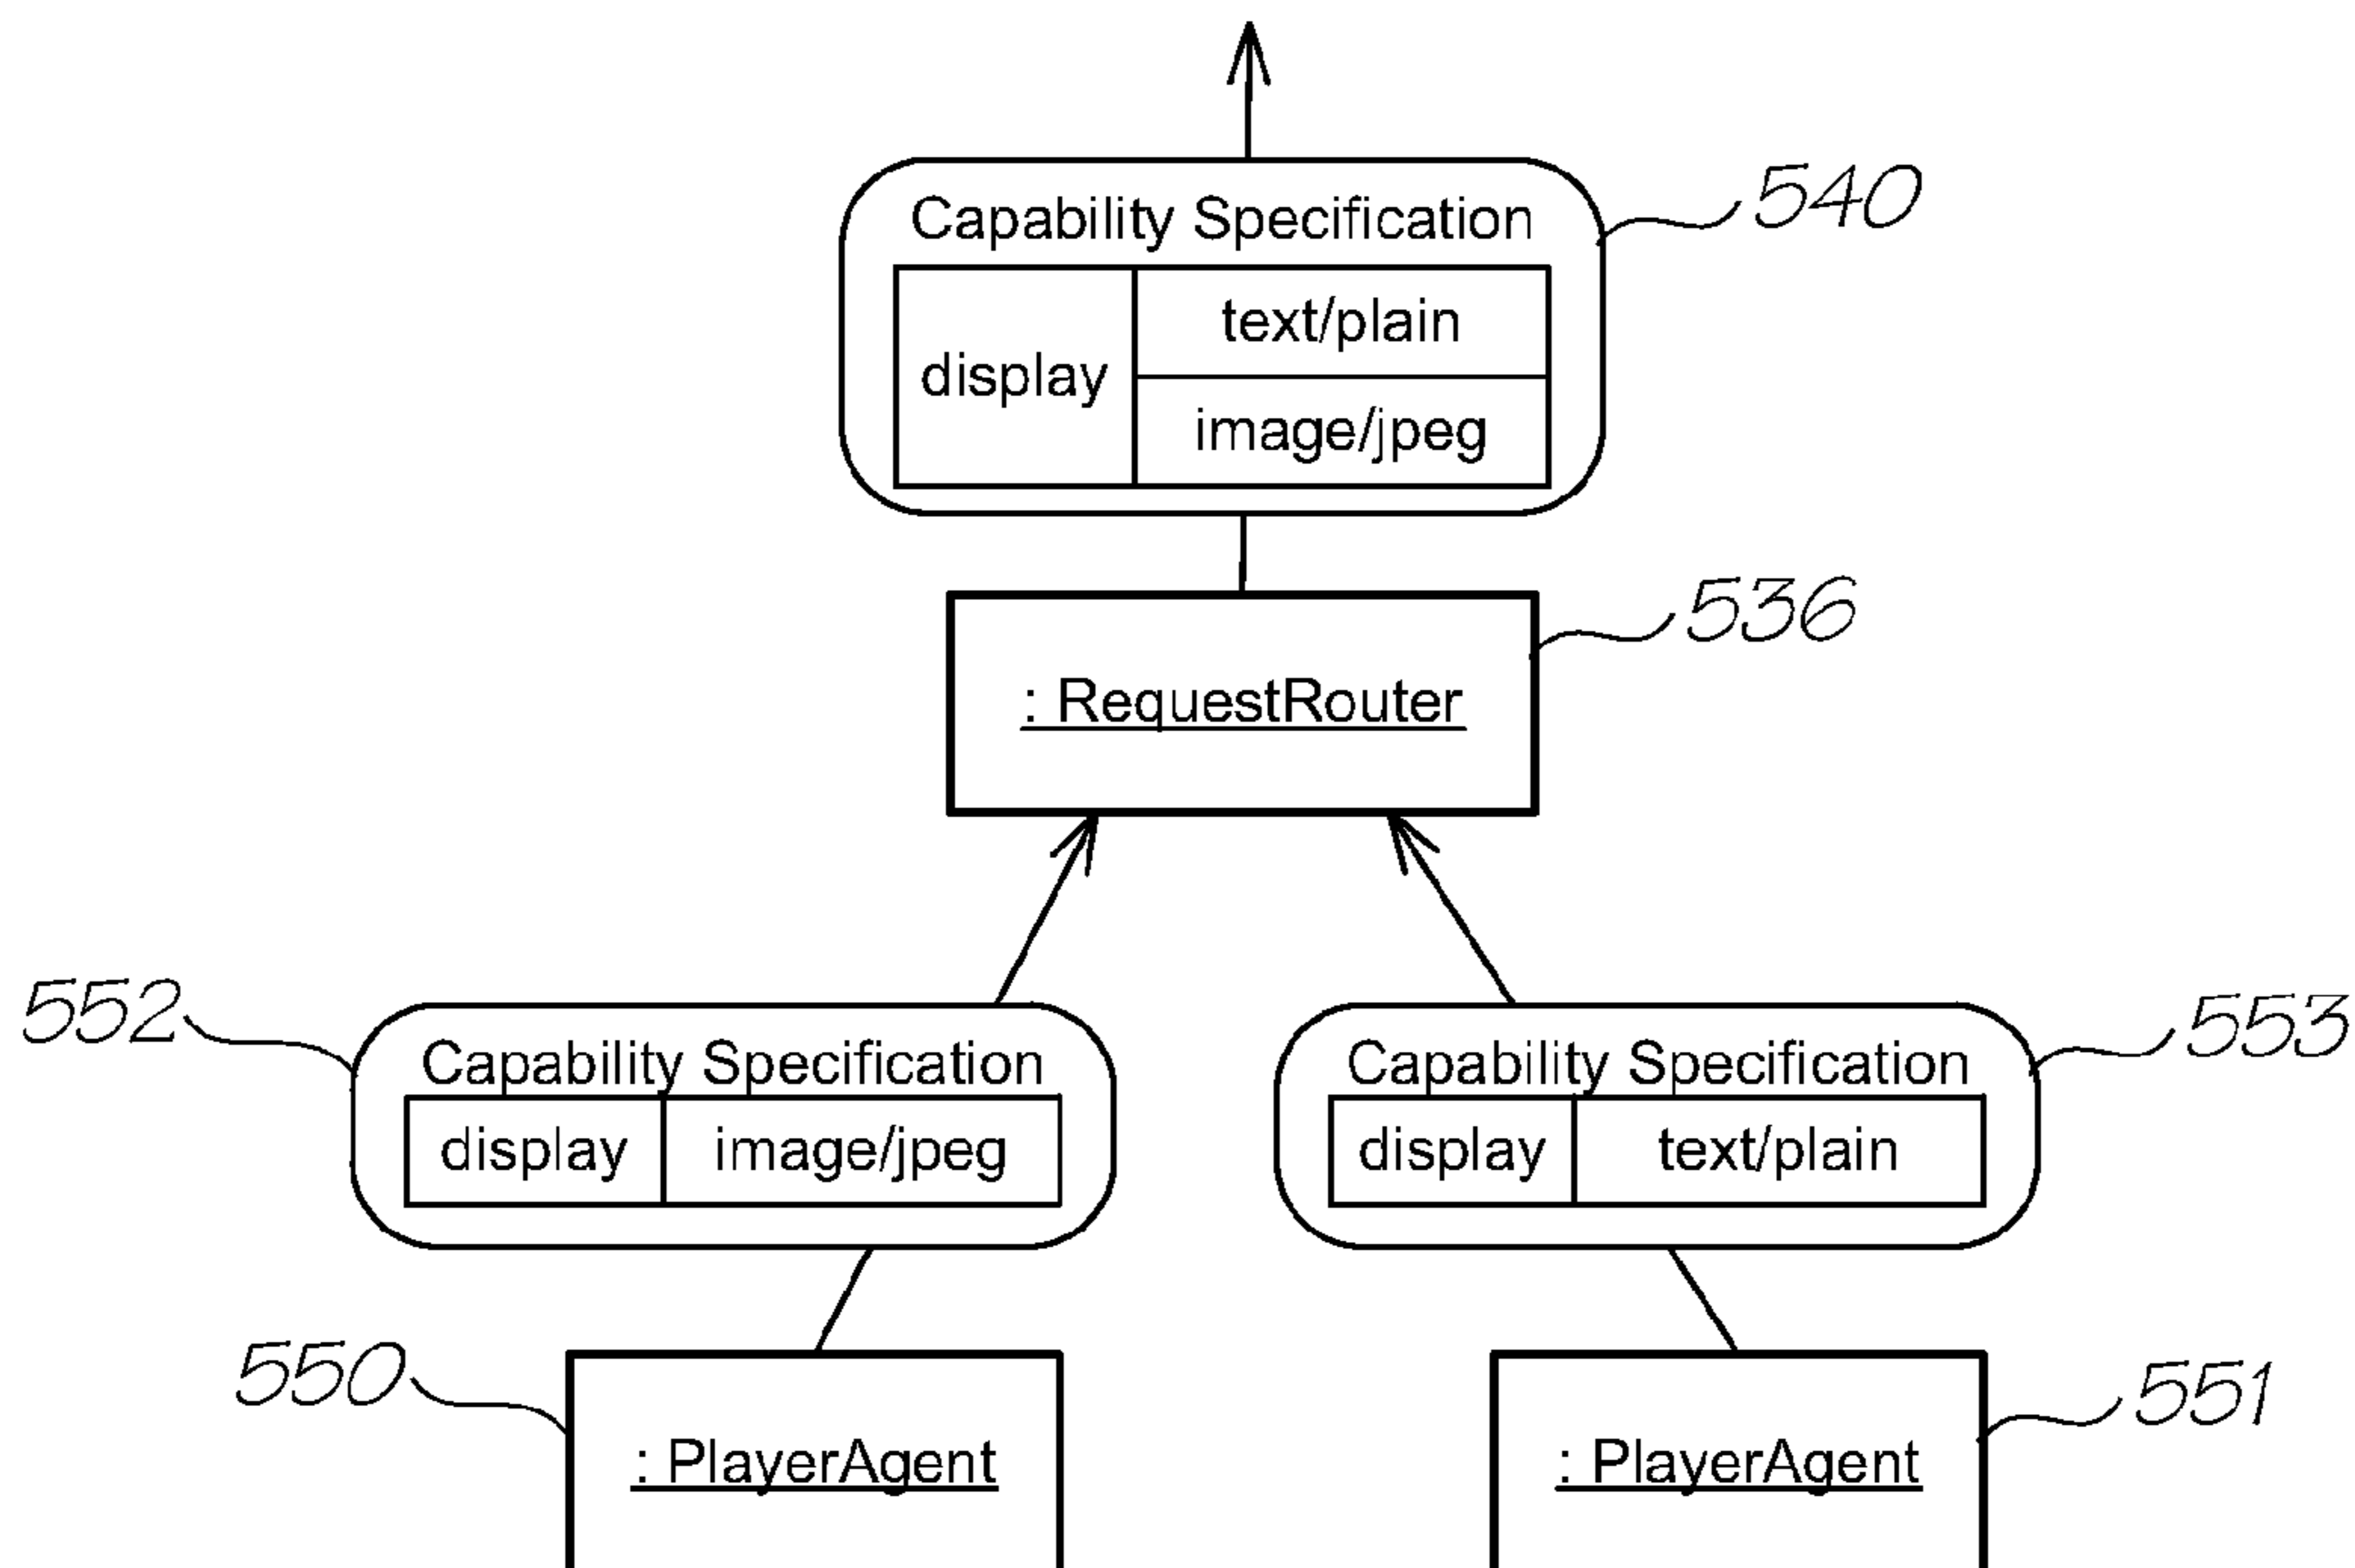 Capability Specification
540
text/plain
display
image/jpeg
536
: RequestRouter
552
553
Capability Specification
Capability Specification
display
image/jpeg
display
text/plain
550
551
: PlayerAgent
: PlayerAgent